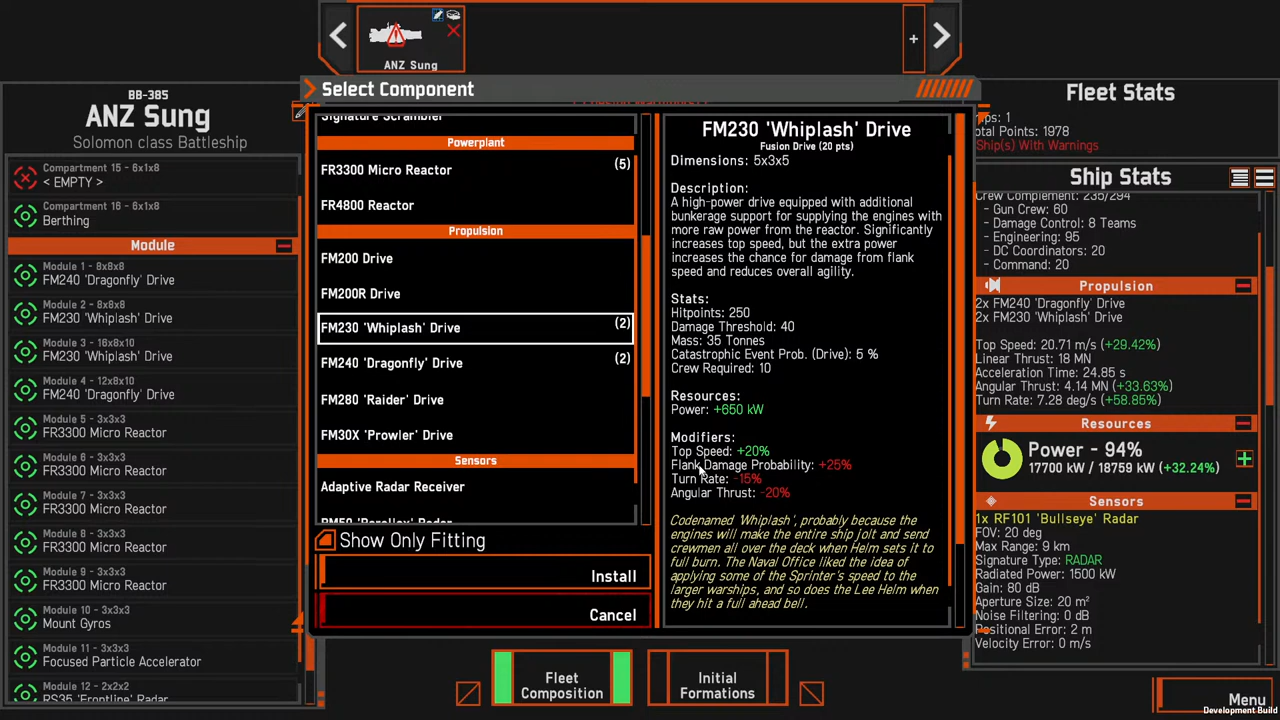 ANZ Sung
Select Component
BB-385
ANZ Sung
Solomon class Battleship
Compartment 15 - 6x1x8
< EMPTY >
Compartment 16 - 6x1x8
Berthing
Module
Module 1 - 8x8x8
FM240 'Dragonfly' Drive
Module 2 - 8x8x8
FM230 'Whiplash' Drive
Module 3 - 16x8x10
FM230 'Whiplash' Drive
Module 4 - 12x8x10
FM240 'Dragonfly' Drive
Module 5 - 3x3x3
FR3300 Micro Reactor
Module 6 - 3x3x3
FR3300 Micro Reactor
Module 7 - 3x3x3
FR3300 Micro Reactor
Module 8 - 3x3x3
FR3300 Micro Reactor
Module 9 - 3x3x3
FR3300 Micro Reactor
Module 10 - 3x3x3
Mount Gyros
Module 11 - 3x3x3
Focused Particle Accelerator
Module 12 - 2x2x2
RS35 'Frontline' Radar
Signature Scrambler
Powerplant
FR3300 Micro Reactor (5)
FR4800 Reactor
Propulsion
FM200 Drive
FM200R Drive
FM230 'Whiplash' Drive (2)
FM240 'Dragonfly' Drive (2)
FM280 'Raider' Drive
FM30X 'Prowler' Drive
Sensors
Adaptive Radar Receiver
Show Only Fitting
Install
Cancel
FM230 'Whiplash' Drive
Fusion Drive (20 pts)
Dimensions: 5x3x5
Description:
A high-power drive equipped with additional
bunkerage support for supplying the engines with
more raw power from the reactor. Significantly
increases top speed, but the extra power
increases the chance for damage from flank
speed and reduces overall agility.
Stats:
Hitpoints: 250
Damage Threshold: 40
Mass: 35 Tonnes
Catastrophic Event Prob. (Drive): 5 %
Crew Required: 10
Resources:
Power: +650 kW
Modifiers:
Top Speed: +20%
Flank Damage Probability: +25%
Turn Rate: -15%
Angular Thrust: -20%
Codenamed 'Whiplash', probably because the
engines will make the entire ship jolt and send
crewmen all over the deck when Helm sets it to
full burn. The Naval Office liked the idea of
applying some of the Sprinter's speed to the
larger warships, and so does the Lee Helm when
they hit a full ahead bell.
Fleet Stats
ips: 1
otal Points: 1978
Ship(s) With Warnings
Ship Stats
Crew Complement: 235/294
- Gun Crew: 60
- Damage Control: 8 Teams
- Engineering: 95
- DC Coordinators: 20
- Command: 20
Propulsion
2x FM240 'Dragonfly' Drive
2x FM230 'Whiplash' Drive
Top Speed: 20.71 m/s (+29.42%)
Linear Thrust: 18 MN
Acceleration Time: 24.85 s
Angular Thrust: 4.14 MN (+33.63%)
Turn Rate: 7.28 deg/s (+58.85%)
Resources
Power - 94%
17700 kW / 18759 kW (+32.24%)
Sensors
1x RF101 'Bullseye' Radar
FOV: 20 deg
Max Range: 9 km
Signature Type: RADAR
Radiated Power: 1500 kW
Gain: 80 dB
Aperture Size: 20 m²
Noise Filtering: 0 dB
Positional Error: 2 m
Velocity Error: 0 m/s
Fleet
Composition
Initial
Formations
Menu
Development Build